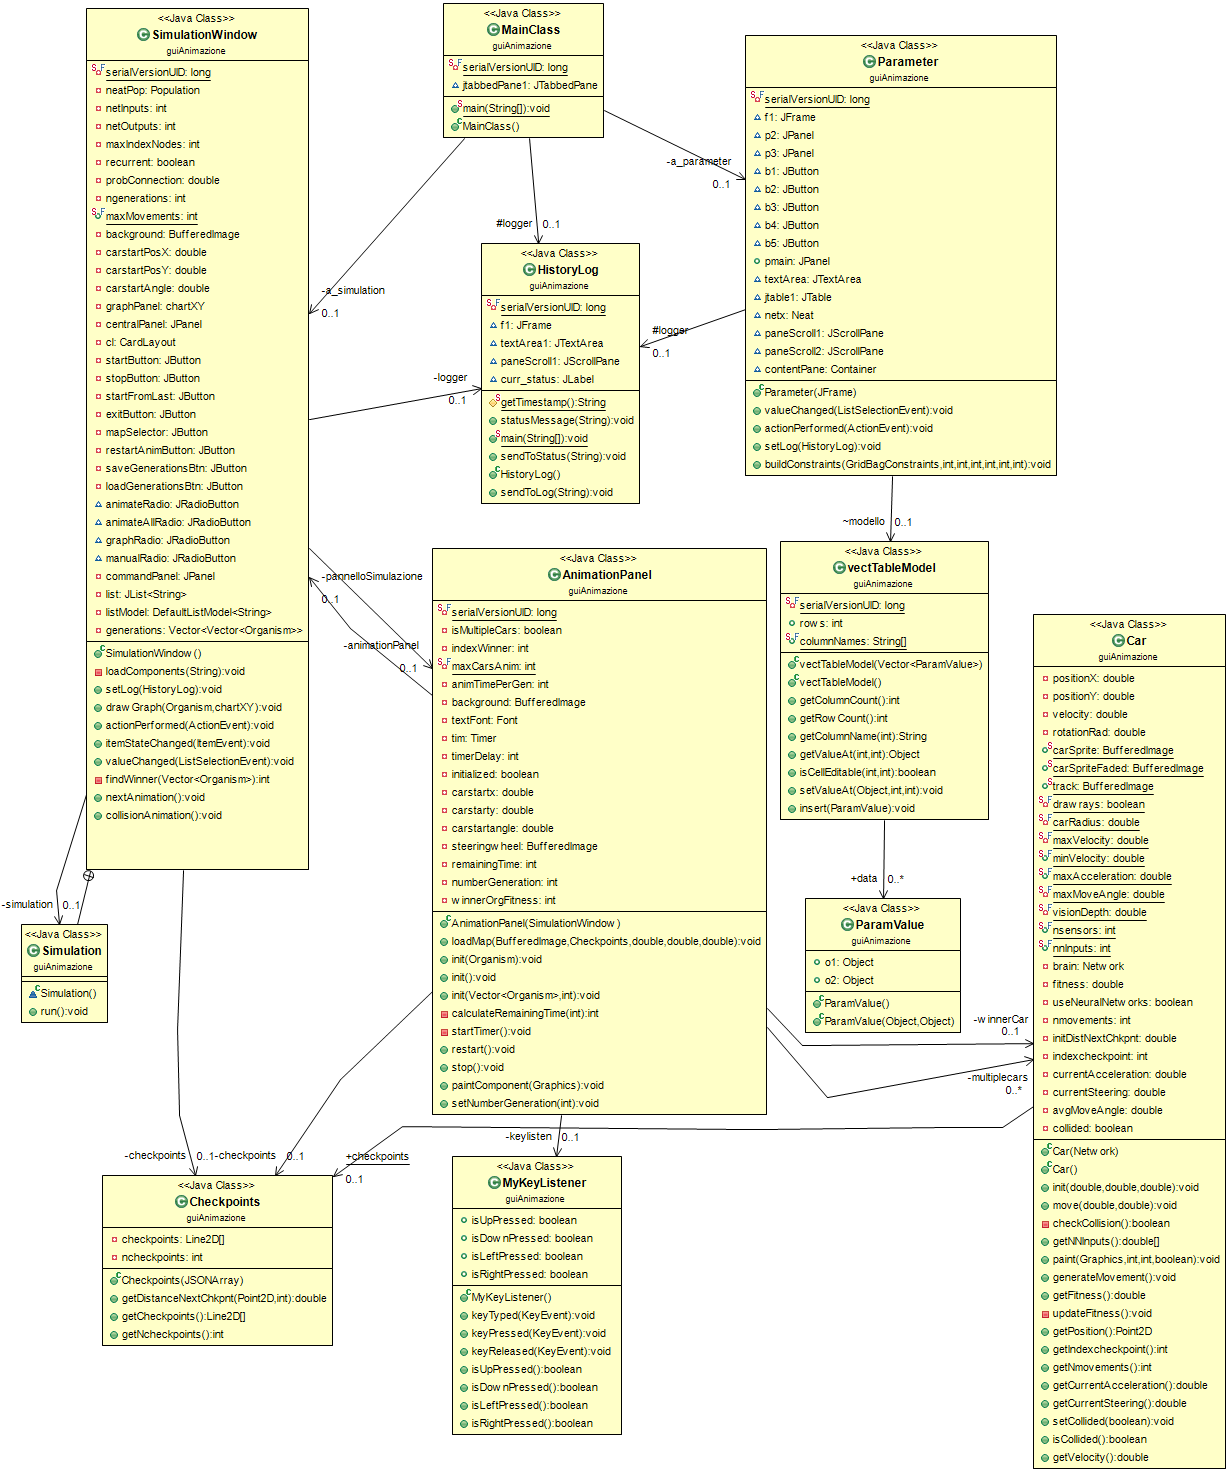 <<Java Class>>
SimulationWindow
guiAnimazione
serialVersionUID: long
neatPop: Population
netInputs: int
netOutputs: int
maxIndexNodes: int
recurrent: boolean
probConnection: double
ngenerations: int
maxMovements: int
background: BufferedImage
carstartPosX: double
carstartPosY: double
carstartAngle: double
graphPanel: chartXY
centralPanel: JPanel
cl: CardLayout
startButton: JButton
stopButton: JButton
startFromLast: JButton
exitButton: JButton
mapSelector: JButton
restartAnimButton: JButton
saveGenerationsBtn: JButton
loadGenerationsBtn: JButton
animateRadio: JRadioButton
animateAllRadio: JRadioButton
graphRadio: JRadioButton
manualRadio: JRadioButton
commandPanel: JPanel
list: JList<String>
listModel: DefaultListModel<String>
generations: Vector<Vector<Organism>>
SimulationWindow()
loadComponents(String):void
setLog(HistoryLog):void
drawGraph(Organism,chartXY):void
actionPerformed(ActionEvent):void
itemStateChanged(ItemEvent):void
valueChanged(ListSelectionEvent):void
findWinner(Vector<Organism>):int
nextAnimation():void
collisionAnimation():void
<<Java Class>>
MainClass
guiAnimazione
serialVersionUID: long
jtabbedPane1: JTabbedPane
main(String[]):void
MainClass()
<<Java Class>>
Parameter
guiAnimazione
serialVersionUID: long
f1: JFrame
p2: JPanel
p3: JPanel
b1: JButton
b2: JButton
b3: JButton
b4: JButton
b5: JButton
pmain: JPanel
textArea: JTextArea
jtable1: JTable
netx: Neat
paneScroll1: JScrollPane
paneScroll2: JScrollPane
contentPane: Container
Parameter(JFrame)
valueChanged(ListSelectionEvent):void
actionPerformed(ActionEvent):void
setLog(HistoryLog):void
buildConstraints(GridBagConstraints,int,int,int,int,int,int):void
-a_parameter
0..1
#logger
0..1
-a_simulation
0..1
<<Java Class>>
HistoryLog
guiAnimazione
serialVersionUID: long
f1: JFrame
textArea1: JTextArea
paneScroll1: JScrollPane
curr_status: JLabel
getTimestamp():String
statusMessage(String):void
main(String[]):void
sendToStatus(String):void
HistoryLog()
sendToLog(String):void
#logger
0..1
-logger
0..1
~modello
0..1
-pannelloSimulazione
0..1
-animationPanel
0..1
<<Java Class>>
AnimationPanel
guiAnimazione
serialVersionUID: long
isMultipleCars: boolean
indexWinner: int
maxCarsAnim: int
animTimePerGen: int
background: BufferedImage
textFont: Font
tim: Timer
timerDelay: int
initialized: boolean
carstartx: double
carstarty: double
carstartangle: double
steeringwheel: BufferedImage
remainingTime: int
numberGeneration: int
winnerOrgFitness: int
AnimationPanel(SimulationWindow)
loadMap(BufferedImage,Checkpoints,double,double,double):void
init(Organism):void
init():void
init(Vector<Organism>,int):void
calculateRemainingTime(int):int
startTimer():void
restart():void
stop():void
paintComponent(Graphics):void
setNumberGeneration(int):void
<<Java Class>>
vectTableModel
guiAnimazione
serialVersionUID: long
rows: int
columnNames: String[]
vectTableModel(Vector<ParamValue>)
vectTableModel()
getColumnCount():int
getRowCount():int
getColumnName(int):String
getValueAt(int,int):Object
isCellEditable(int,int):boolean
setValueAt(Object,int,int):void
insert(ParamValue):void
+data
0..*
<<Java Class>>
ParamValue
guiAnimazione
o1: Object
o2: Object
ParamValue()
ParamValue(Object,Object)
<<Java Class>>
Car
guiAnimazione
positionX: double
positionY: double
velocity: double
rotationRad: double
carSprite: BufferedImage
carSpriteFaded: BufferedImage
track: BufferedImage
drawrays: boolean
carRadius: double
maxVelocity: double
minVelocity: double
maxAcceleration: double
maxMoveAngle: double
visionDepth: double
nsensors: int
nnInputs: int
brain: Network
fitness: double
useNeuralNetworks: boolean
nmovements: int
initDistNextChkpnt: double
indexcheckpoint: int
currentAcceleration: double
currentSteering: double
avgMoveAngle: double
collided: boolean
Car(Network)
Car()
init(double,double,double):void
move(double,double):void
checkCollision():boolean
getNNInputs():double[]
paint(Graphics,int,int,boolean):void
generateMovement():void
getFitness():double
updateFitness():void
getPosition():Point2D
getIndexcheckpoint():int
getNmovements():int
getCurrentAcceleration():double
getCurrentSteering():double
setCollided(boolean):void
isCollided():boolean
getVelocity():double
-simulation
0..1
<<Java Class>>
Simulation
guiAnimazione
Simulation()
run():void
-winnerCar
0..1
-multiplecars
0..*
-checkpoints
0..1
-checkpoints
0..1
+checkpoints
0..1
-keylisten
0..1
<<Java Class>>
Checkpoints
guiAnimazione
checkpoints: Line2D[]
ncheckpoints: int
Checkpoints(JSONArray)
getDistanceNextChkpnt(Point2D,int):double
getCheckpoints():Line2D[]
getNcheckpoints():int
<<Java Class>>
MyKeyListener
guiAnimazione
isUpPressed: boolean
isDownPressed: boolean
isLeftPressed: boolean
isRightPressed: boolean
MyKeyListener()
keyTyped(KeyEvent):void
keyPressed(KeyEvent):void
keyReleased(KeyEvent):void
isUpPressed():boolean
isDownPressed():boolean
isLeftPressed():boolean
isRightPressed():boolean